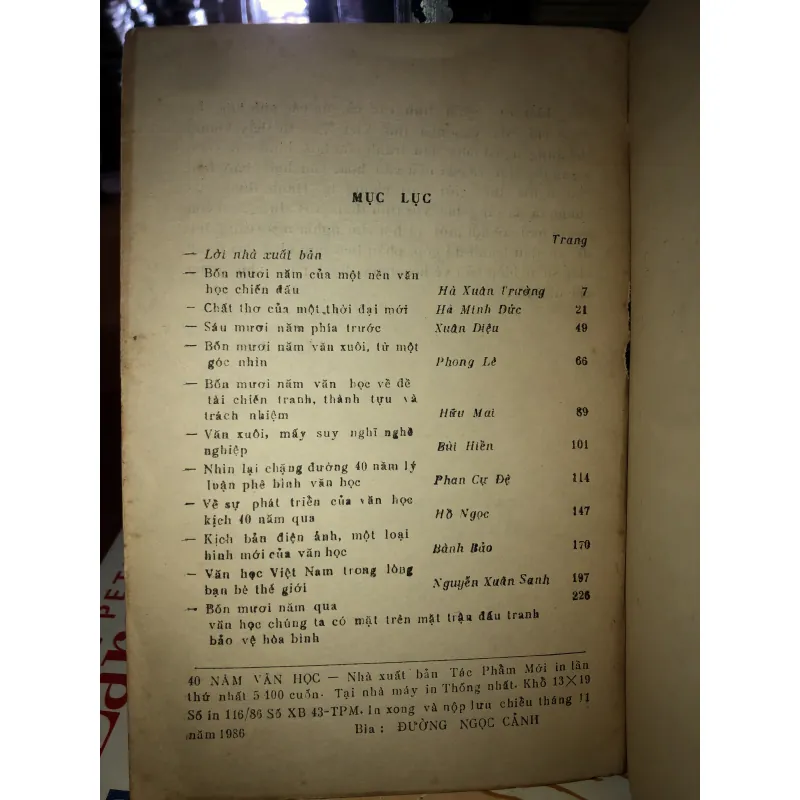 MỤC LỤC
Trang
— Lời nhà xuất bản
— Bốn mươi năm của một nền văn
học chiến đấu Hà Xuân Trường 7
— Chất thơ của một thời đại mới Hà Minh Đức 21
— Sáu mươi năm phía trước Xuân Diệu 49
— Bốn mươi năm văn xuôi, từ một
góc nhìn Phong Lê 66
— Bốn mươi năm văn học về đề
tài chiến tranh, thành tựu và
trách nhiệm Hữu Mai 89
— Văn xuôi, mấy suy nghĩ nghề
nghiệp Bùi Hiển 101
— Nhìn lại chặng đường 40 năm lý
luận phê bình văn học Phan Cự Đệ 114
— Về sự phát triển của văn học
kịch 40 năm qua Hồ Ngọc 147
— Kịch bản điện ảnh, một loại
hình mới của văn học Bành Bảo 170
— Văn học Việt Nam trong lòng
bạn bè thế giới Nguyễn Xuân Sanh 197
— Bốn mươi năm qua 226
văn học chúng ta có mặt trên mặt trận đấu tranh
bảo vệ hòa bình
40 NĂM VĂN HỌC — Nhà xuất bản Tác Phẩm Mới in lần
thứ nhất 5 100 cuốn. Tại nhà máy in Thống nhất. Khổ 13×19
Số in 116/86 Số XB 43-TPM. In xong và nộp lưu chiểu tháng 11
năm 1986 Bìa : ĐƯỜNG NGỌC CẢNH